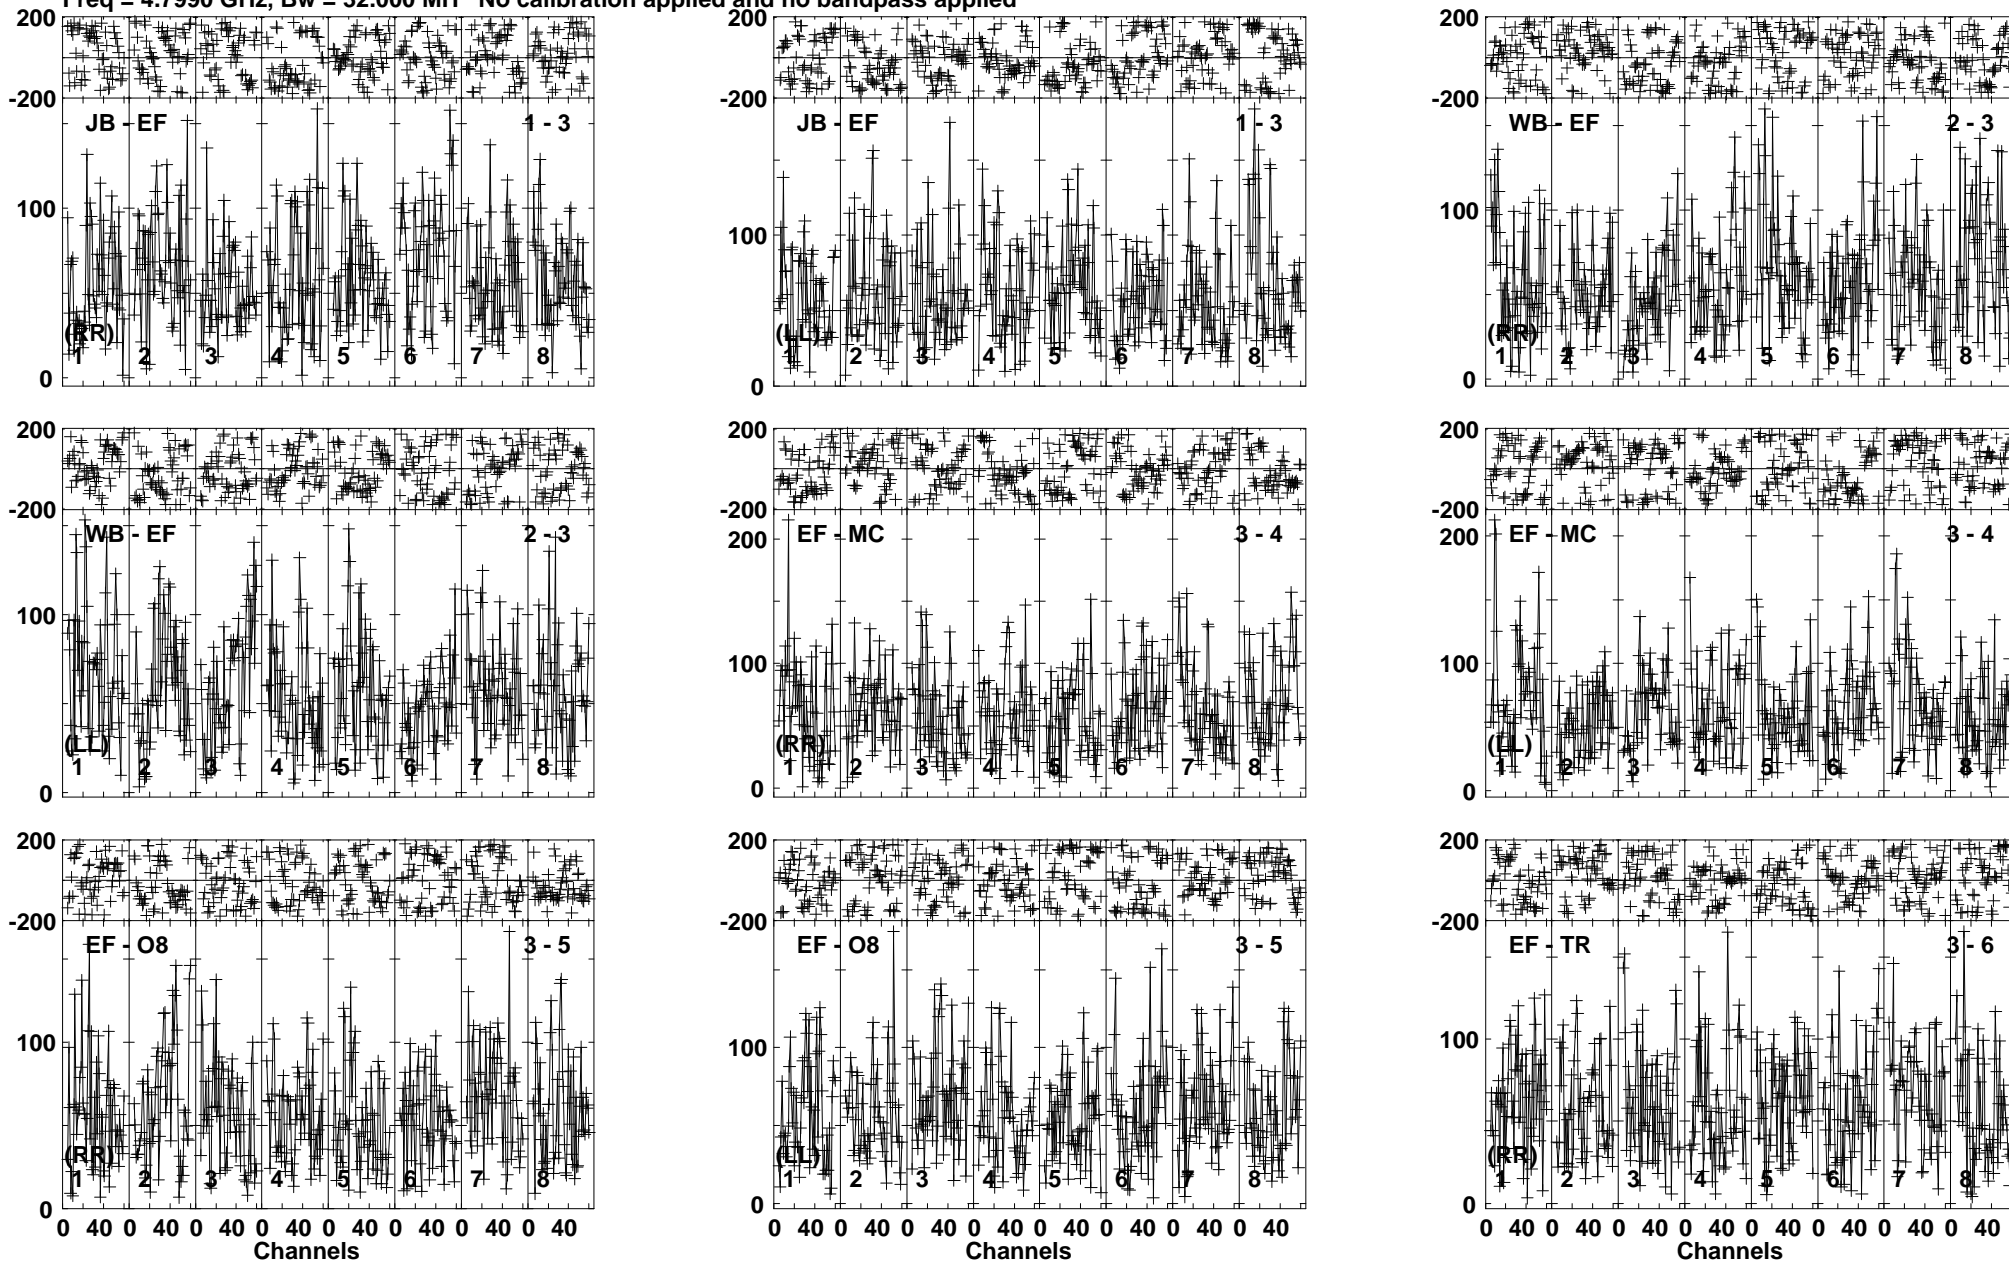 Freq = 4.7990 GHz, Bw = 32.000 MH No calibration applied and no bandpass applied
200 200 200
-200 -200 -200
JB - EF 1 - 3 JB - EF 1 - 3 WB - EF 2 - 3
100 100 100
(RR) (LL) (RR)
1 2 3 4 5 6 7 8 1 2 3 4 5 6 7 8 1 2 3 4 5 6 7 8
0 0 0
200 200 200
-200 -200 -200
WB - EF 2 - 3 EF - MC 3 - 4 EF - MC 3 - 4
200 200
100 100 100
(LL) (RR) (LL)
1 2 3 4 5 6 7 8 1 2 3 4 5 6 7 8 1 2 3 4 5 6 7 8
0 0 0
200 200 200
-200 -200 -200
EF - O8 3 - 5 EF - O8 3 - 5 EF - TR 3 - 6
100 100 100
(RR) (LL) (RR)
1 2 3 4 5 6 7 8 1 2 3 4 5 6 7 8 1 2 3 4 5 6 7 8
0 0 0
0 40 0 40 0 40 0 40 0 40 0 40 0 40 0 40 0 40 0 40 0 40 0 40 0 40 0 40 0 40 0 40 0 40 0 40 0 40 0 40 0 40 0 40 0 40 0 40
Channels Channels Channels